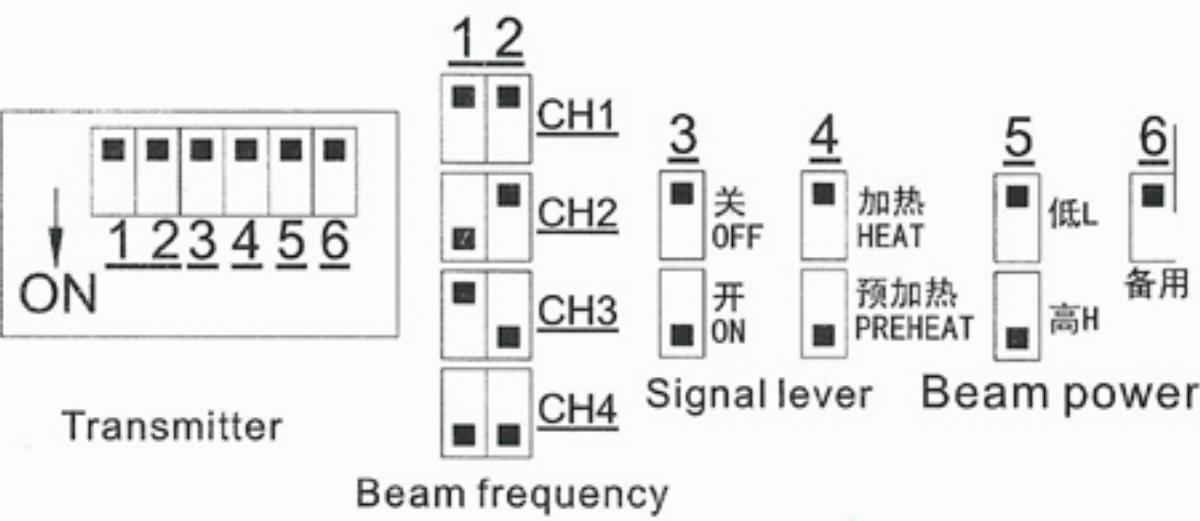 1 2 3 4 5 6
ON
Transmitter
1 2
CH1
CH2
CH3
CH4
Beam frequency
3
关
OFF
开
ON
4
加热
HEAT
预加热
PREHEAT
Signal lever
5
低L
高H
Beam power
6
备用